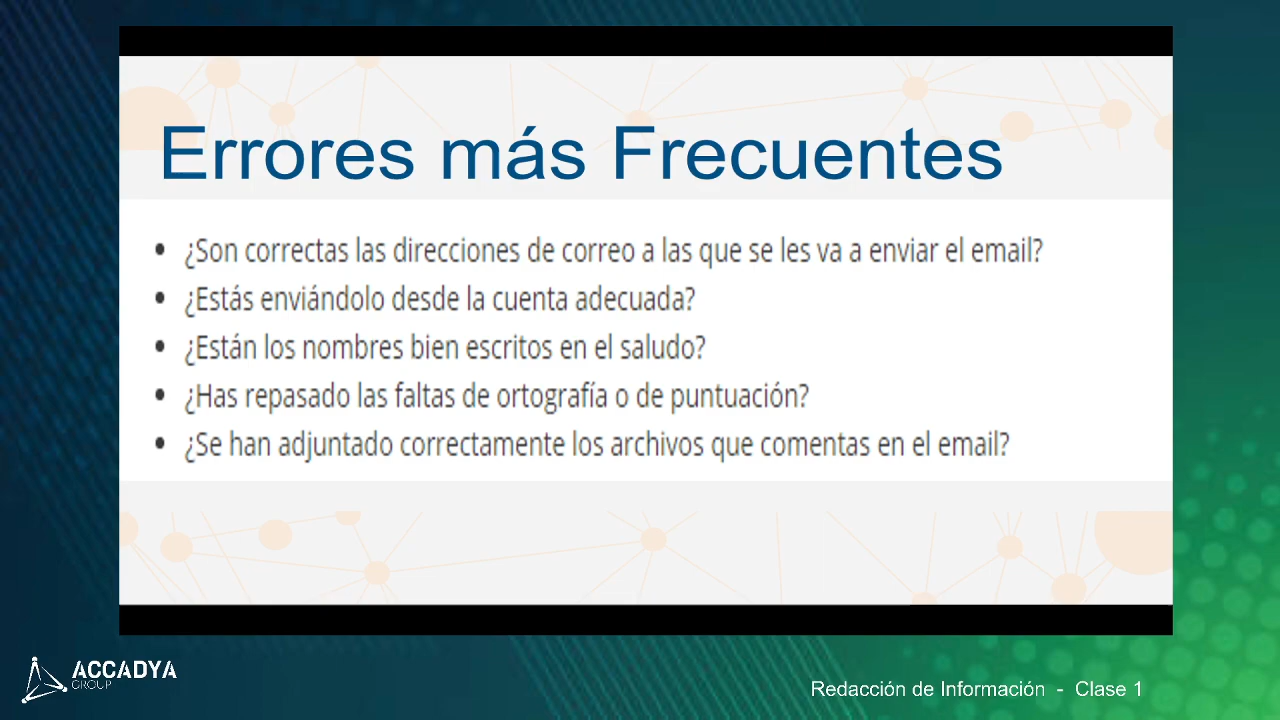 Errores más Frecuentes
• ¿Son correctas las direcciones de correo a las que se les va a enviar el email?
• ¿Estás enviándolo desde la cuenta adecuada?
• ¿Están los nombres bien escritos en el saludo?
• ¿Has repasado las faltas de ortografía o de puntuación?
• ¿Se han adjuntado correctamente los archivos que comentas en el email?
ACCADYA
GROUP
Redacción de Información - Clase 1